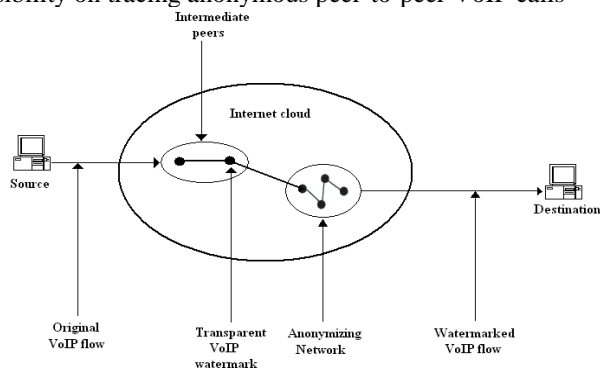 on tracing anonymous peer-to-peer VoIP calls
Intermediate
peers
Internet cloud
Source
Destination
Original
VoIP flow
Transparent
VoIP
watermark
Anonymizing
Network
Watermarked
VoIP flow